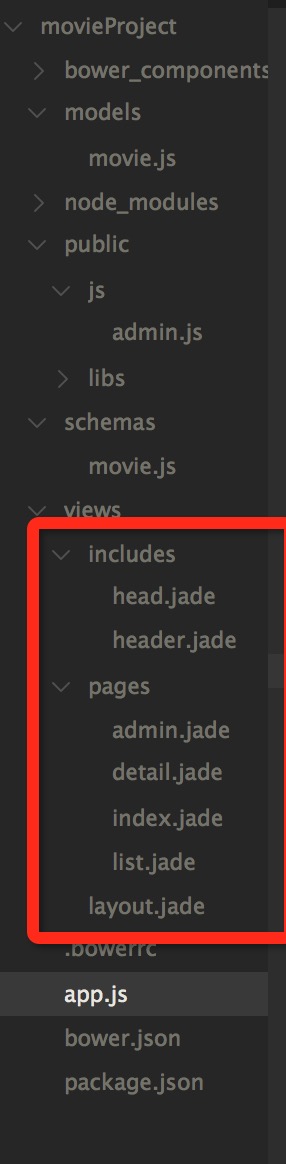 movieProject
bower_components
models
movie.js
node_modules
public
js
admin.js
libs
schemas
movie.js
views
includes
head.jade
header.jade
pages
admin.jade
detail.jade
index.jade
list.jade
layout.jade
.bowerrc
app.js
bower.json
package.json